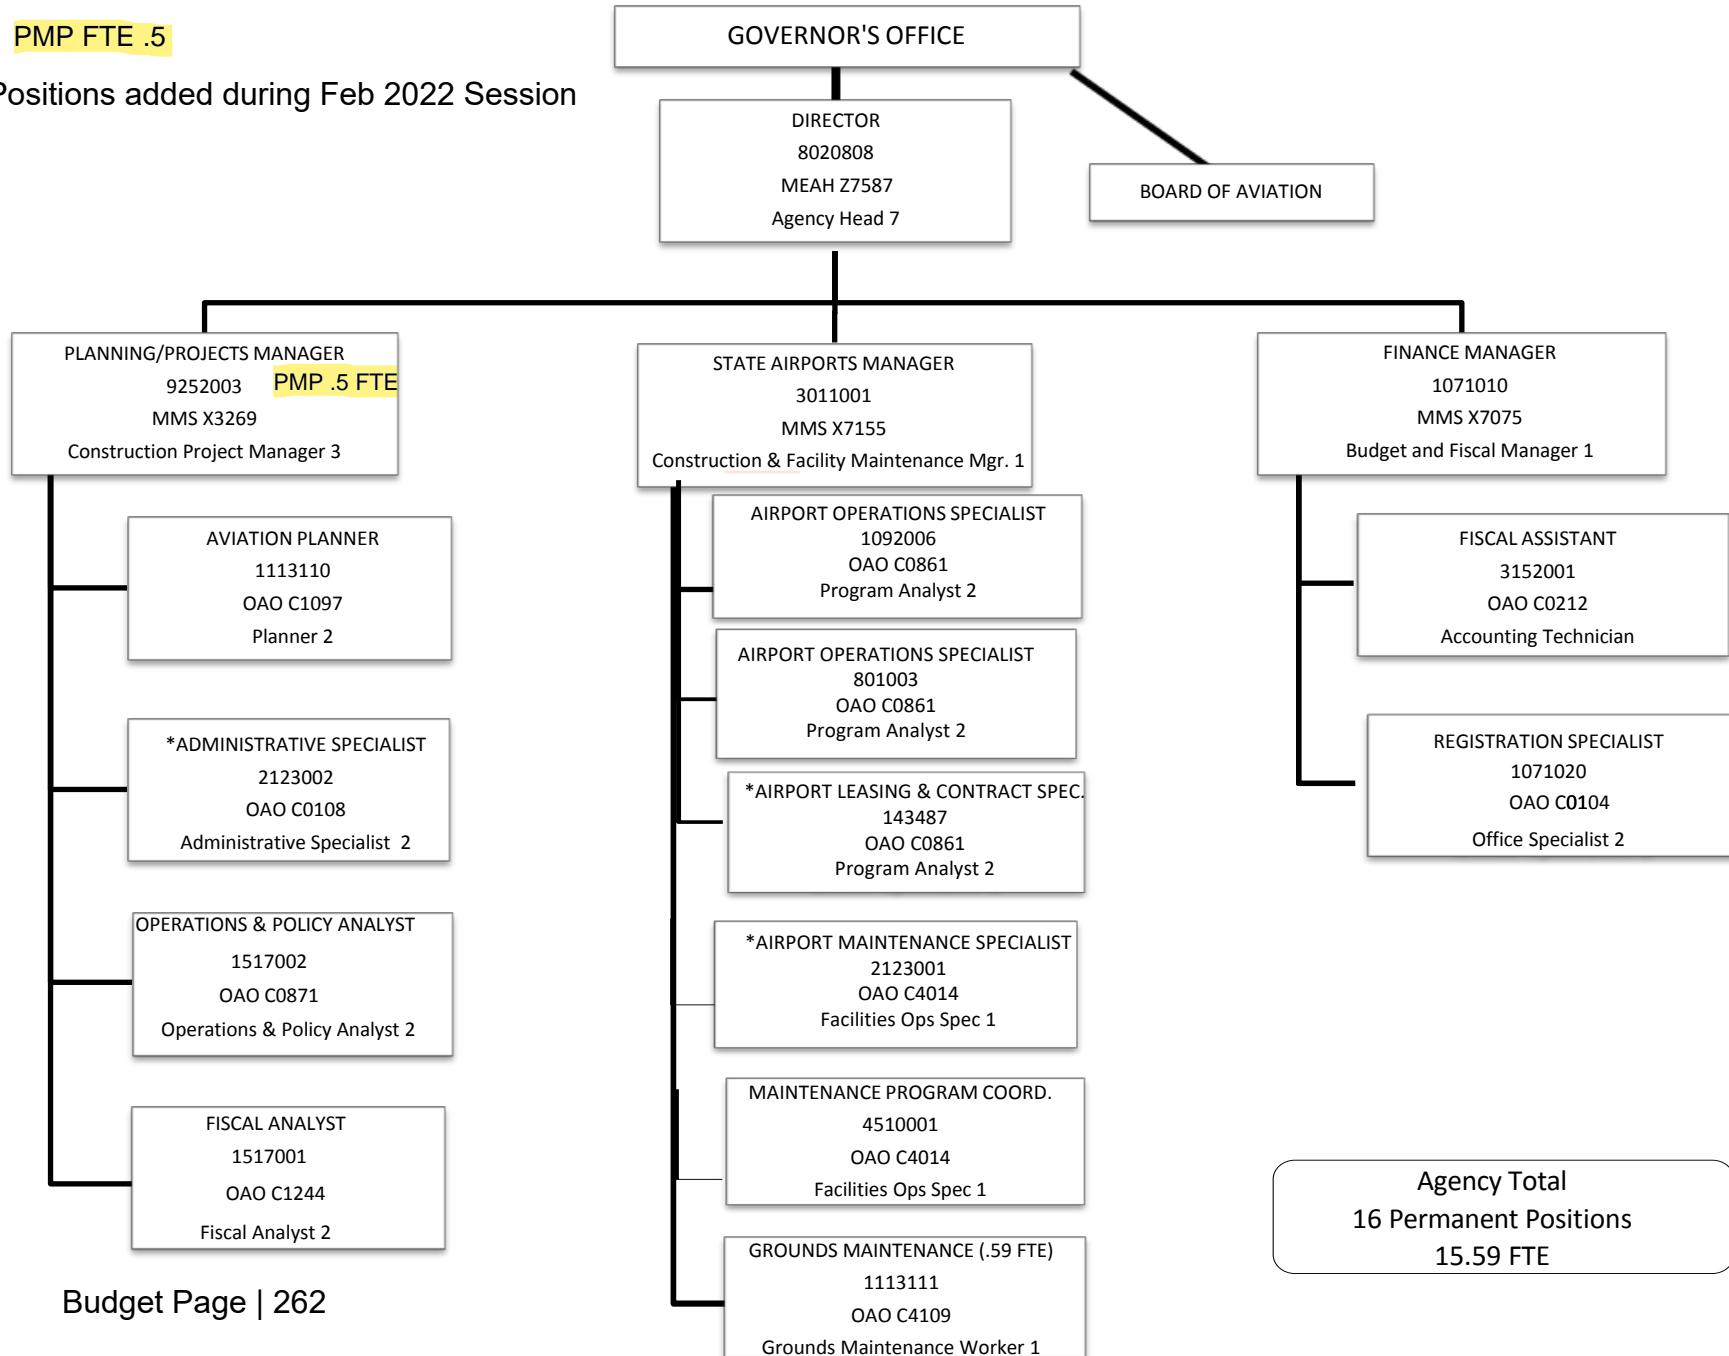 PMP FTE .5
Positions added during Feb 2022 Session
GOVERNOR'S OFFICE
DIRECTOR
8020808
MEAH Z7587
Agency Head 7
BOARD OF AVIATION
PLANNING/PROJECTS MANAGER
9252003 PMP .5 FTE
MMS X3269
Construction Project Manager 3
AVIATION PLANNER
1113110
OAO C1097
Planner 2
*ADMINISTRATIVE SPECIALIST
2123002
OAO C0108
Administrative Specialist 2
OPERATIONS & POLICY ANALYST
1517002
OAO C0871
Operations & Policy Analyst 2
FISCAL ANALYST
1517001
OAO C1244
Fiscal Analyst 2
STATE AIRPORTS MANAGER
3011001
MMS X7155
Construction & Facility Maintenance Mgr. 1
AIRPORT OPERATIONS SPECIALIST
1092006
OAO C0861
Program Analyst 2
AIRPORT OPERATIONS SPECIALIST
801003
OAO C0861
Program Analyst 2
*AIRPORT LEASING & CONTRACT SPEC.
143487
OAO C0861
Program Analyst 2
*AIRPORT MAINTENANCE SPECIALIST
2123001
OAO C4014
Facilities Ops Spec 1
MAINTENANCE PROGRAM COORD.
4510001
OAO C4014
Facilities Ops Spec 1
GROUNDS MAINTENANCE (.59 FTE)
1113111
OAO C4109
Grounds Maintenance Worker 1
FINANCE MANAGER
1071010
MMS X7075
Budget and Fiscal Manager 1
FISCAL ASSISTANT
3152001
OAO C0212
Accounting Technician
REGISTRATION SPECIALIST
1071020
OAO C0104
Office Specialist 2
Agency Total
16 Permanent Positions
15.59 FTE
Budget Page | 262